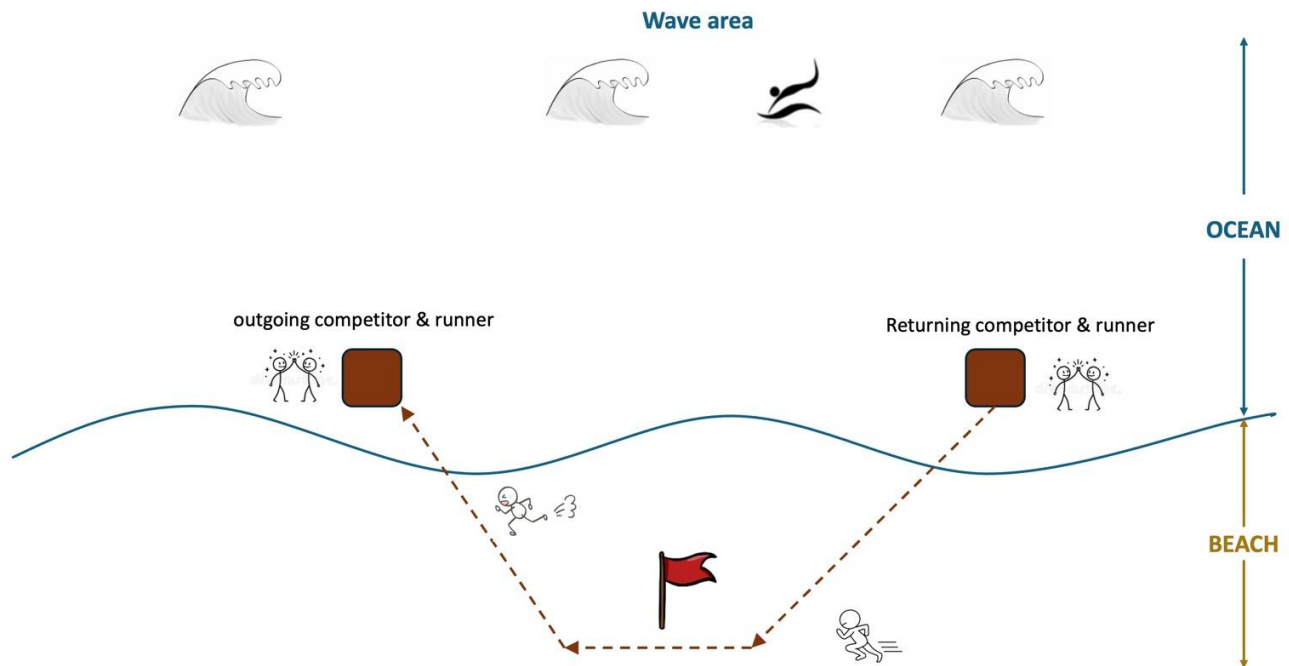 Wave area
OCEAN
outgoing competitor & runner
Returning competitor & runner
BEACH